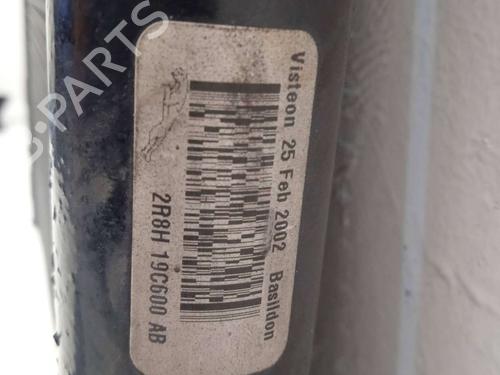 B-PARTS
Visteon 25 Feb 2002 Basildon
2R8H 19C600 AB